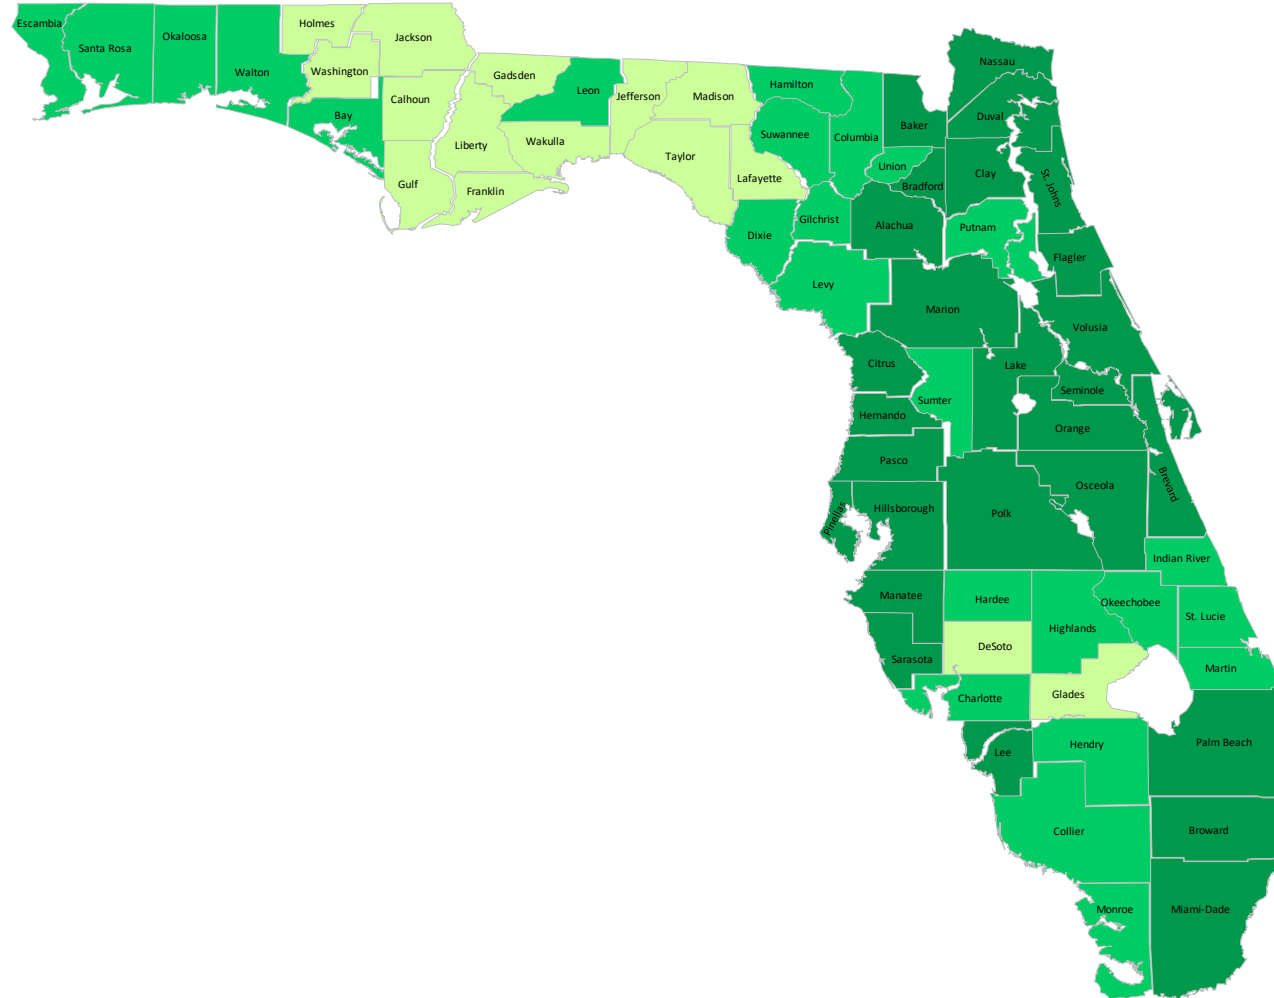 Escambia
Santa Rosa
Okaloosa
Walton
Holmes
Washington
Bay
Jackson
Calhoun
Gulf
Liberty
Gadsden
Franklin
Wakulla
Leon
Jefferson
Madison
Taylor
Lafayette
Dixie
Hamilton
Suwannee
Columbia
Gilchrist
Levy
Baker
Union
Bradford
Alachua
Nassau
Duval
Clay
St. Johns
Putnam
Flagler
Marion
Volusia
Citrus
Sumter
Lake
Seminole
Hernando
Orange
Pasco
Brevard
Osceola
Pinellas
Hillsborough
Polk
Indian River
Manatee
Hardee
Okeechobee
St. Lucie
Highlands
DeSoto
Sarasota
Martin
Charlotte
Glades
Lee
Hendry
Palm Beach
Collier
Broward
Monroe
Miami-Dade